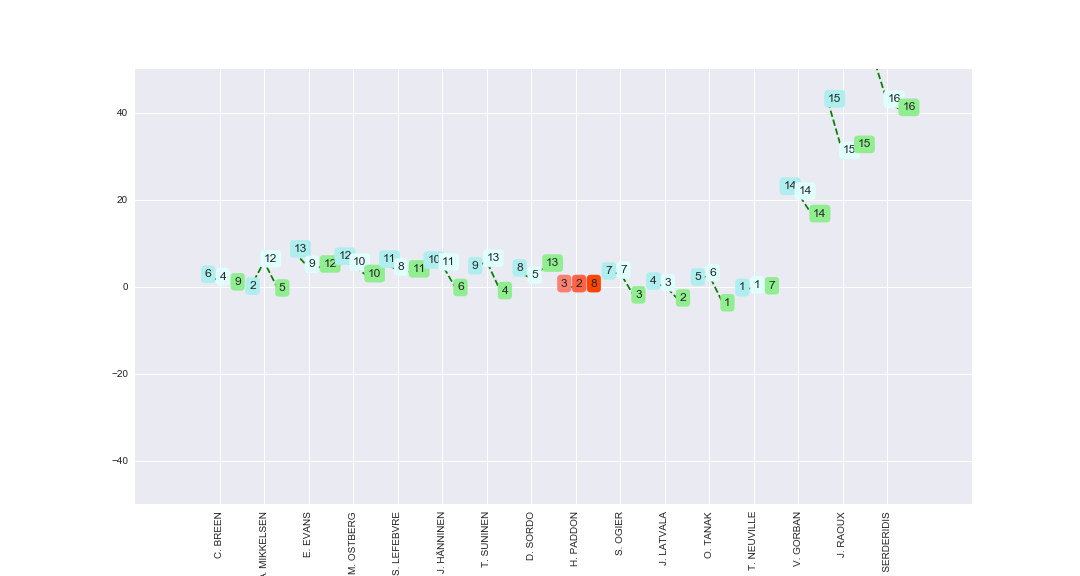 40
20
0
−20
−40
6 4 9
2 12 5
13 9 12
12 10 10
11 8 11
10 11 6
9 13 4
8 5 13
3 2 8
7 7 3
4 3 2
5 6 1
1 1 7
14 14 14
15 15 15
16 16
C. BREEN
MIKKELSEN
E. EVANS
M. OSTBERG
S. LEFEBVRE
J. HÄNNINEN
T. SUNINEN
D. SORDO
H. PADDON
S. OGIER
J. LATVALA
O. TANAK
T. NEUVILLE
V. GORBAN
J. RAOUX
SERDERIDIS